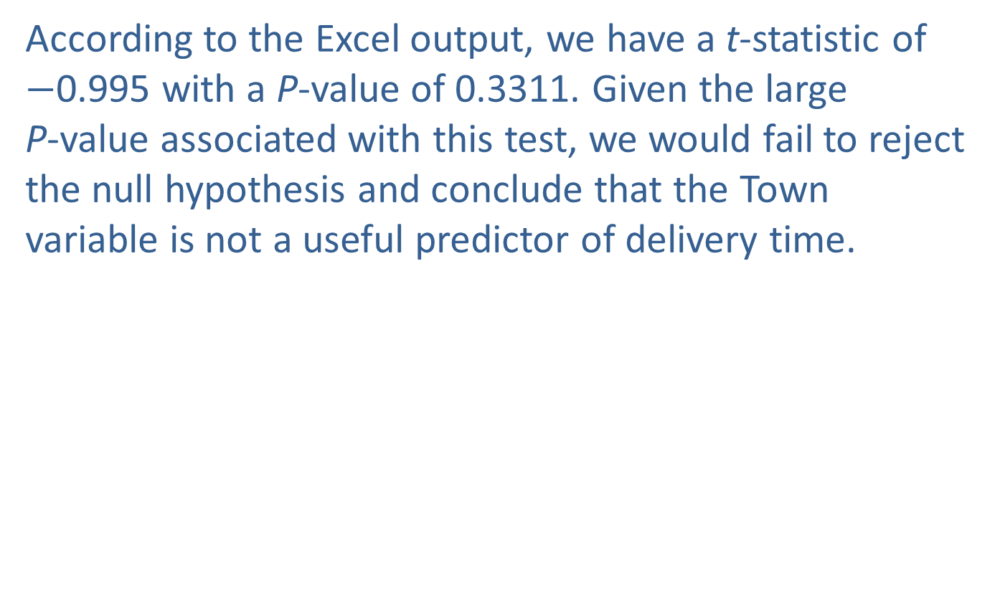 According to the Excel output, we have a t-statistic of
—0.995 with a P-value of 0.3311. Given the large
P-value associated with this test, we would fail to reject
the null hypothesis and conclude that the Town
variable is not a useful predictor of delivery time.